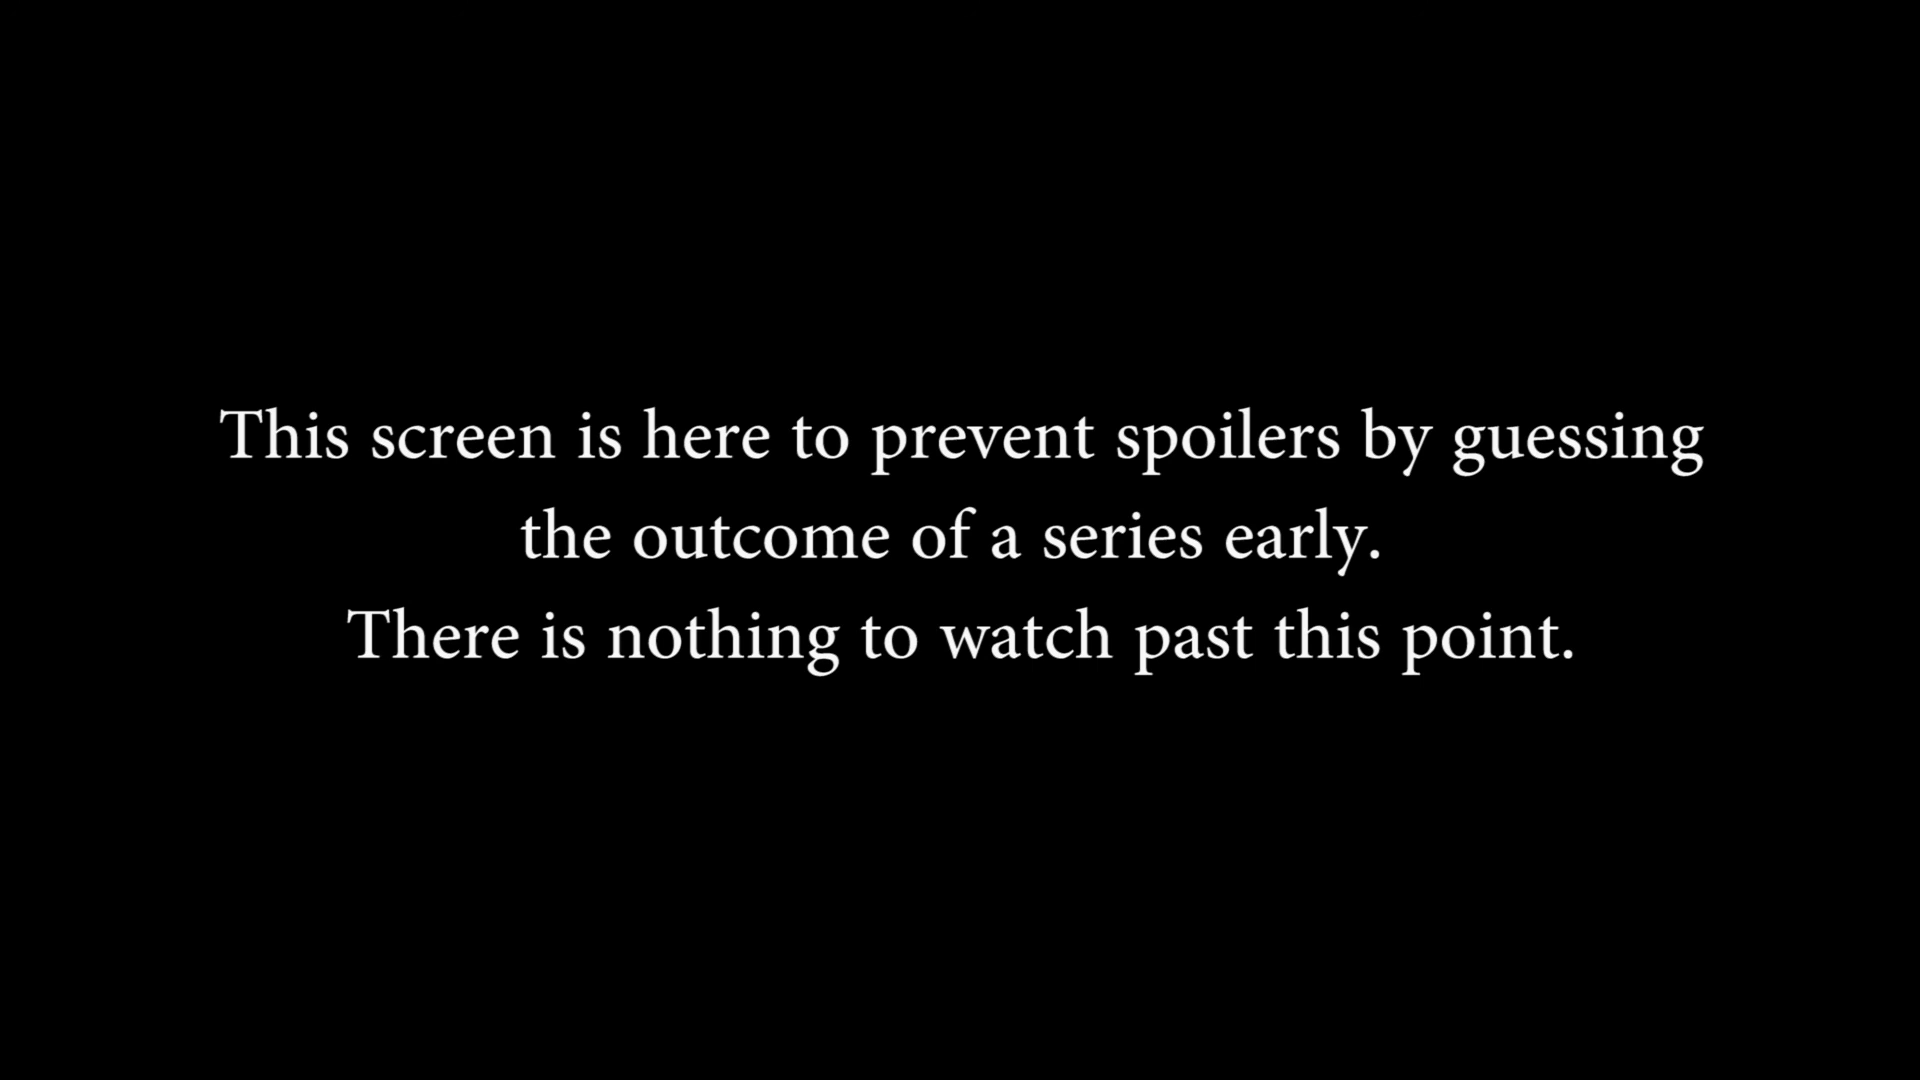 This screen is here to prevent spoilers by guessing
the outcome of a series early.
There is nothing to watch past this point.